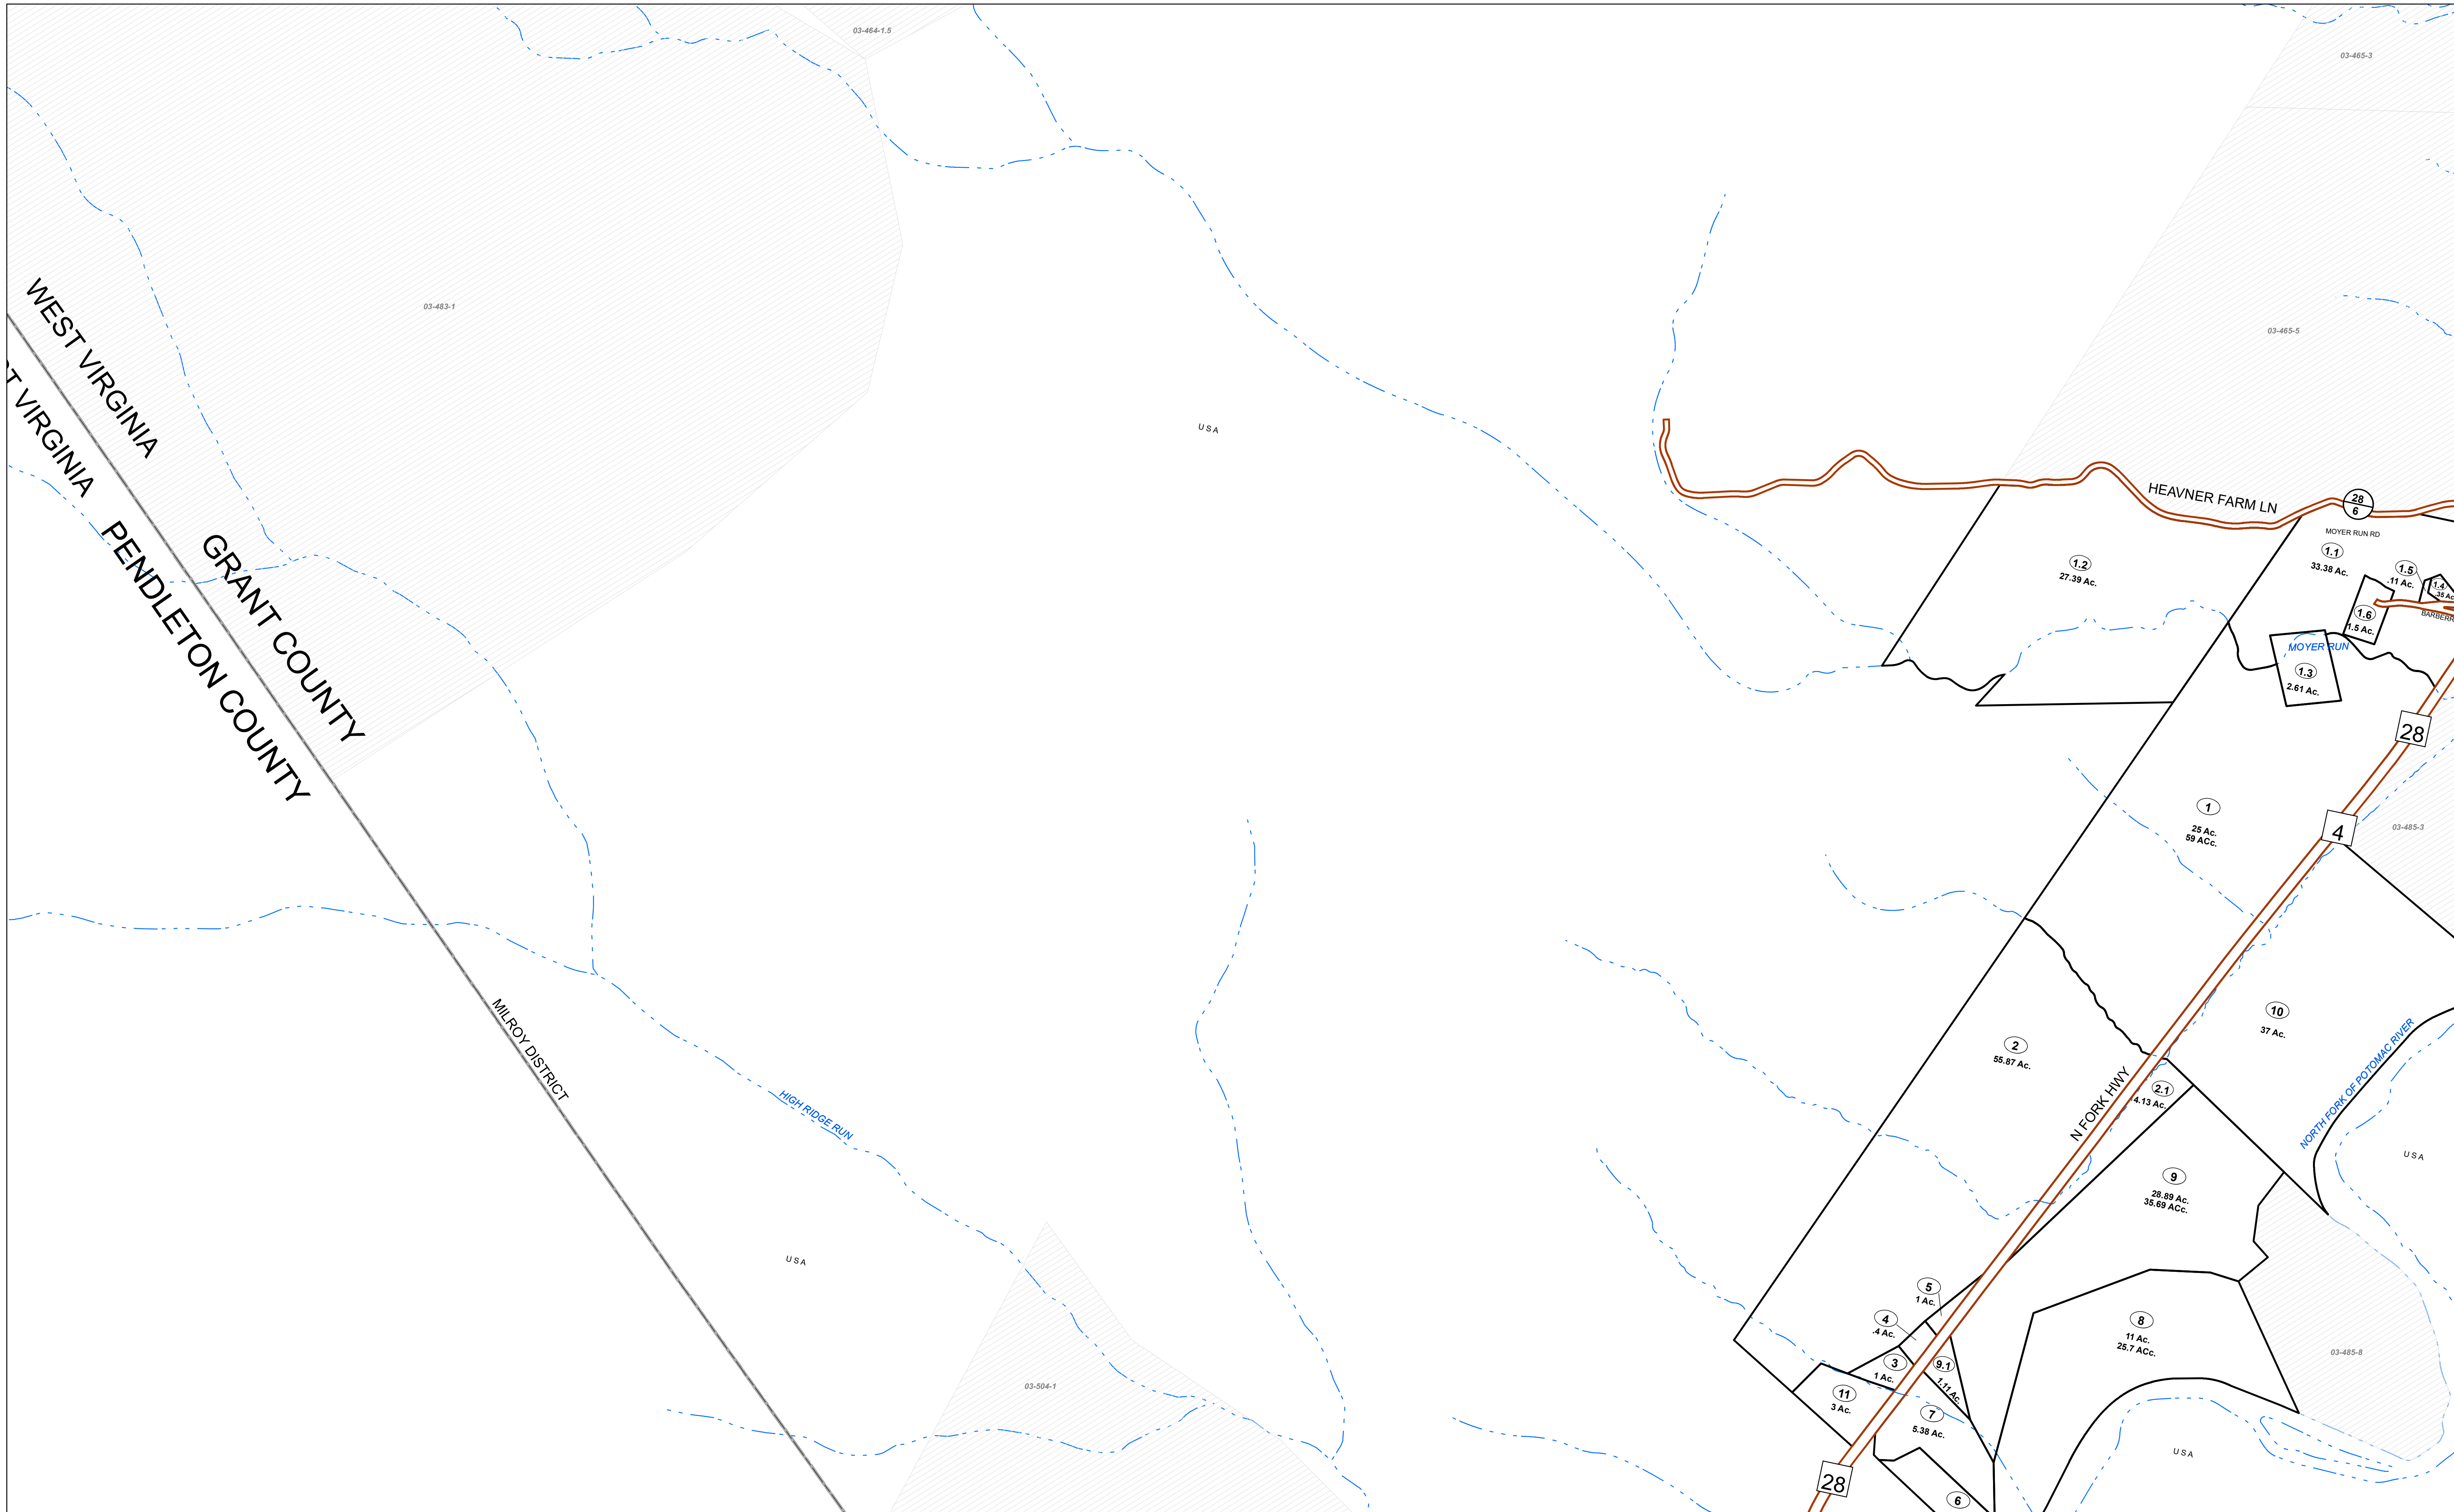 03-464-1.5
03-465-3
03-483-1
WEST VIRGINIA
VIRGINIA
GRANT COUNTY
PENDLETON COUNTY
U S A
03-465-5
HEAVNER FARM LN
28
6
MOYER RUN RD
1.1
33.38 Ac.
1.2
27.39 Ac.
1.5
.11 Ac.
1.4
1.6
1.5 Ac.
MOYER RUN
1.3
2.61 Ac.
28
1
25 Ac.
59 ACc.
4
03-485-3
MILROY DISTRICT
HIGH RIDGE RUN
10
37 Ac.
2
55.87 Ac.
NORTH FORK OF POTOMAC RIVER
N FORK HWY
2.1
4.13 Ac.
U S A
9
28.89 Ac.
35.69 ACc.
U S A
5
1 Ac.
4
.4 Ac.
8
11 Ac.
25.7 ACc.
03-485-8
3
1 Ac.
9.1
1.11 Ac.
03-504-1
11
3 Ac.
7
5.38 Ac.
U S A
28
6